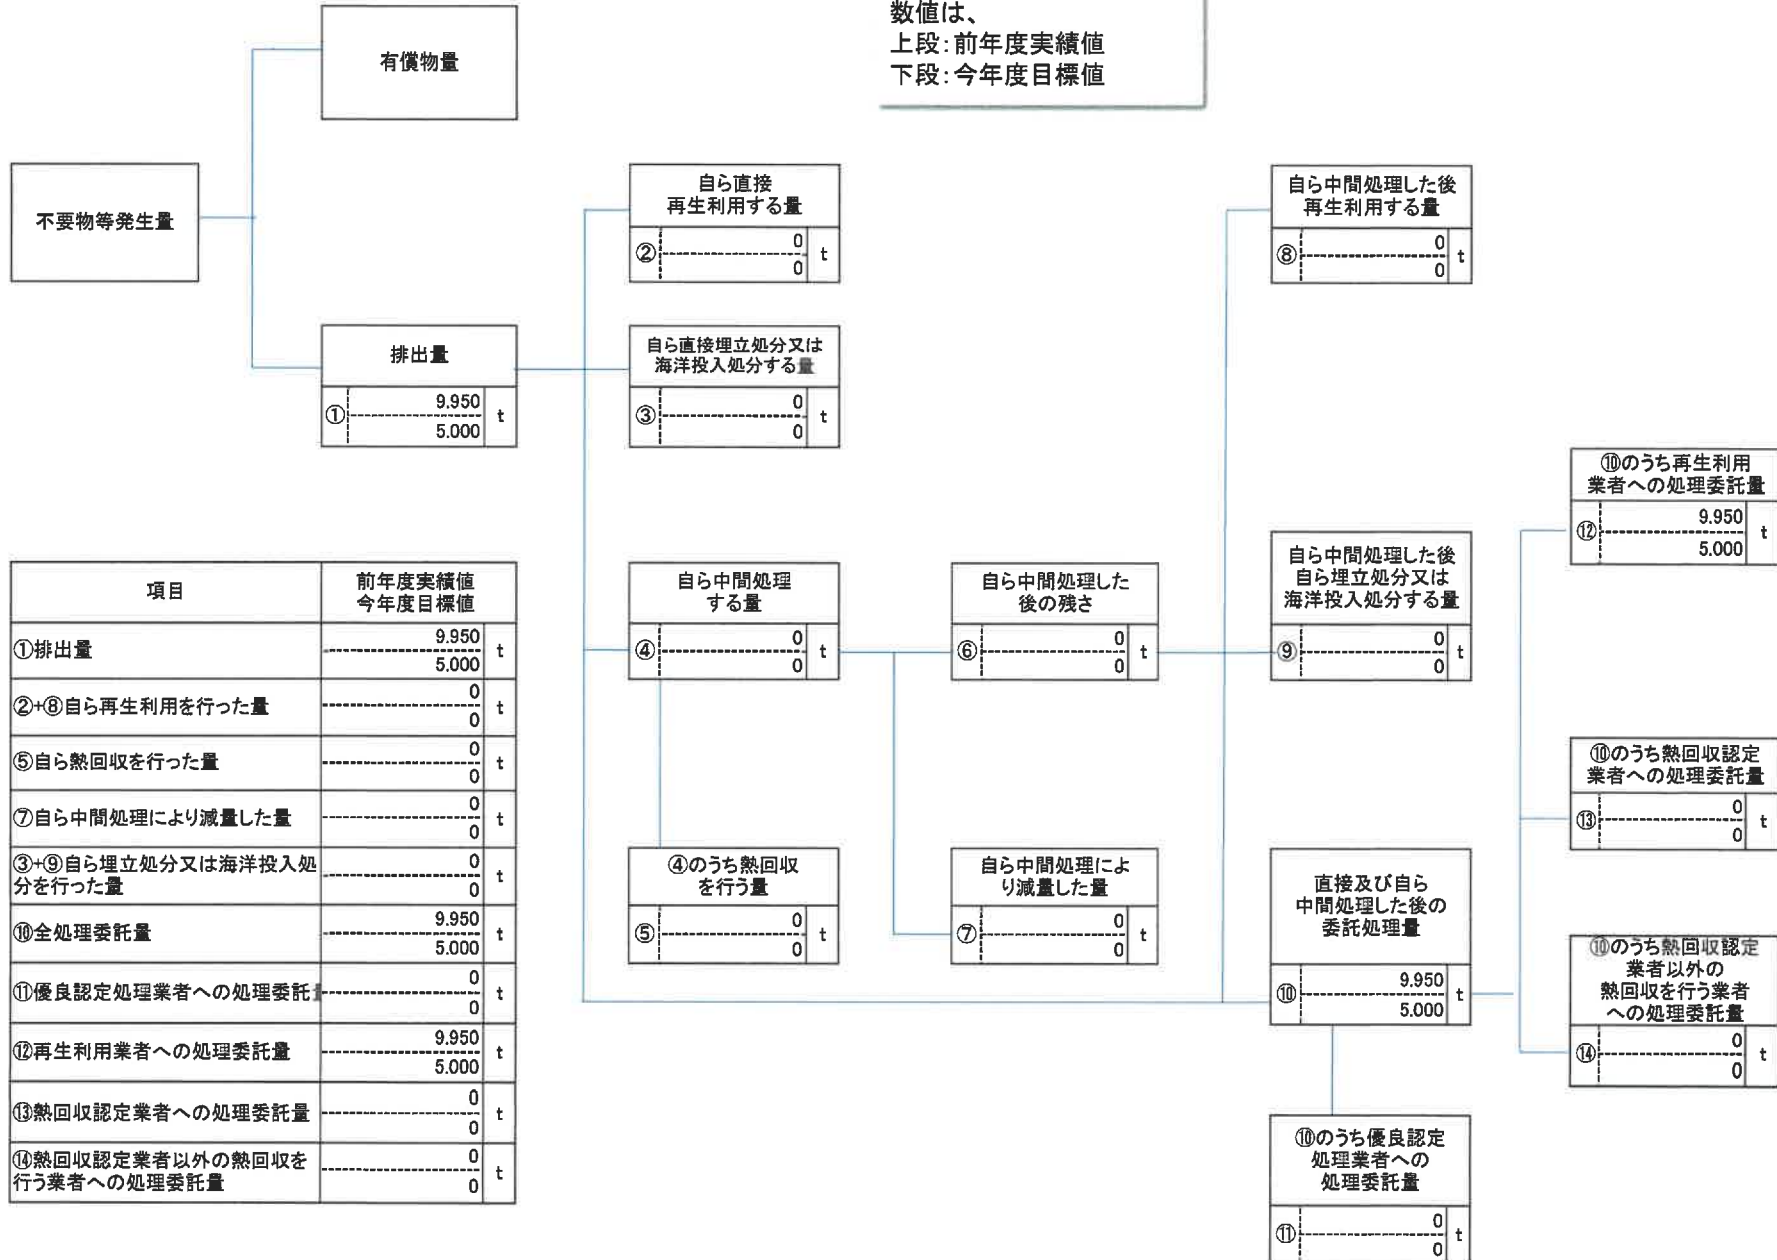 数値は、
上段：前年度実績値
下段：今年度目標値
有償物量
不要物等発生量
排出量
①
9.950
5.000
t
自ら直接
再生利用する量
②
0
0
t
自ら直接埋立処分又は
海洋投入処分する量
③
0
0
t
自ら中間処理
する量
④
0
0
t
④のうち熱回収
を行う量
⑤
0
0
t
自ら中間処理した
後の残さ
⑥
0
0
t
自ら中間処理によ
り減量した量
⑦
0
0
t
自ら中間処理した後
再生利用する量
⑧
0
0
t
自ら中間処理した後
自ら埋立処分又は
海洋投入処分する量
⑨
0
0
t
直接及び自ら
中間処理した後の
委託処理量
⑩
9.950
5.000
t
⑩のうち優良認定
処理業者への
処理委託量
⑪
0
0
t
⑩のうち再生利用
業者への処理委託量
⑫
9.950
5.000
t
⑩のうち熱回収認定
業者への処理委託量
⑬
0
0
t
⑩のうち熱回収認定
業者以外の
熱回収を行う業者
への処理委託量
⑭
0
0
t
項目
前年度実績値
今年度目標値
①排出量
9.950
5.000
t
②+⑧自ら再生利用を行った量
0
0
t
⑤自ら熱回収を行った量
0
0
t
⑦自ら中間処理により減量した量
0
0
t
③+⑨自ら埋立処分又は海洋投入処
分を行った量
0
0
t
⑩全処理委託量
9.950
5.000
t
⑪優良認定処理業者への処理委託
0
0
t
⑫再生利用業者への処理委託量
9.950
5.000
t
⑬熱回収認定業者への処理委託量
0
0
t
⑭熱回収認定業者以外の熱回収を
行う業者への処理委託量
0
0
t